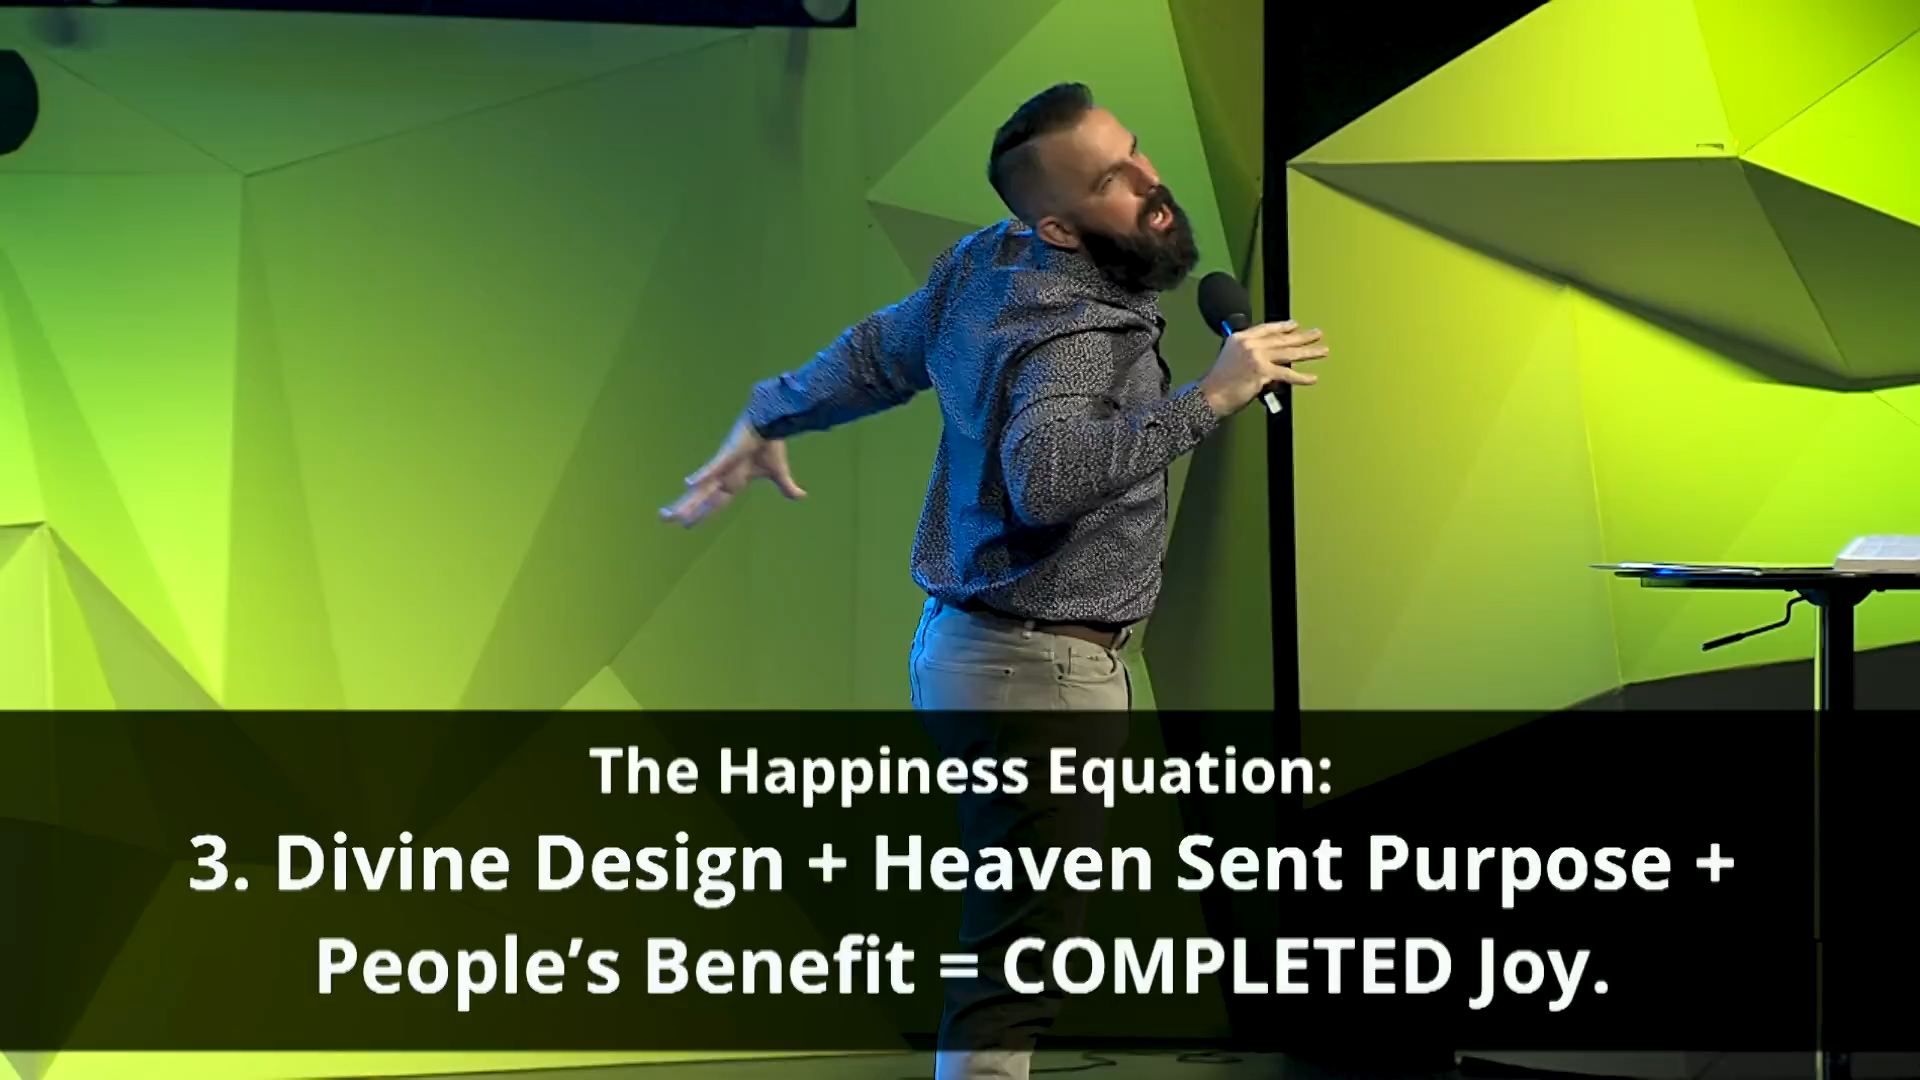 The Happiness Equation:
3. Divine Design + Heaven Sent Purpose +
People’s Benefit = COMPLETED Joy.